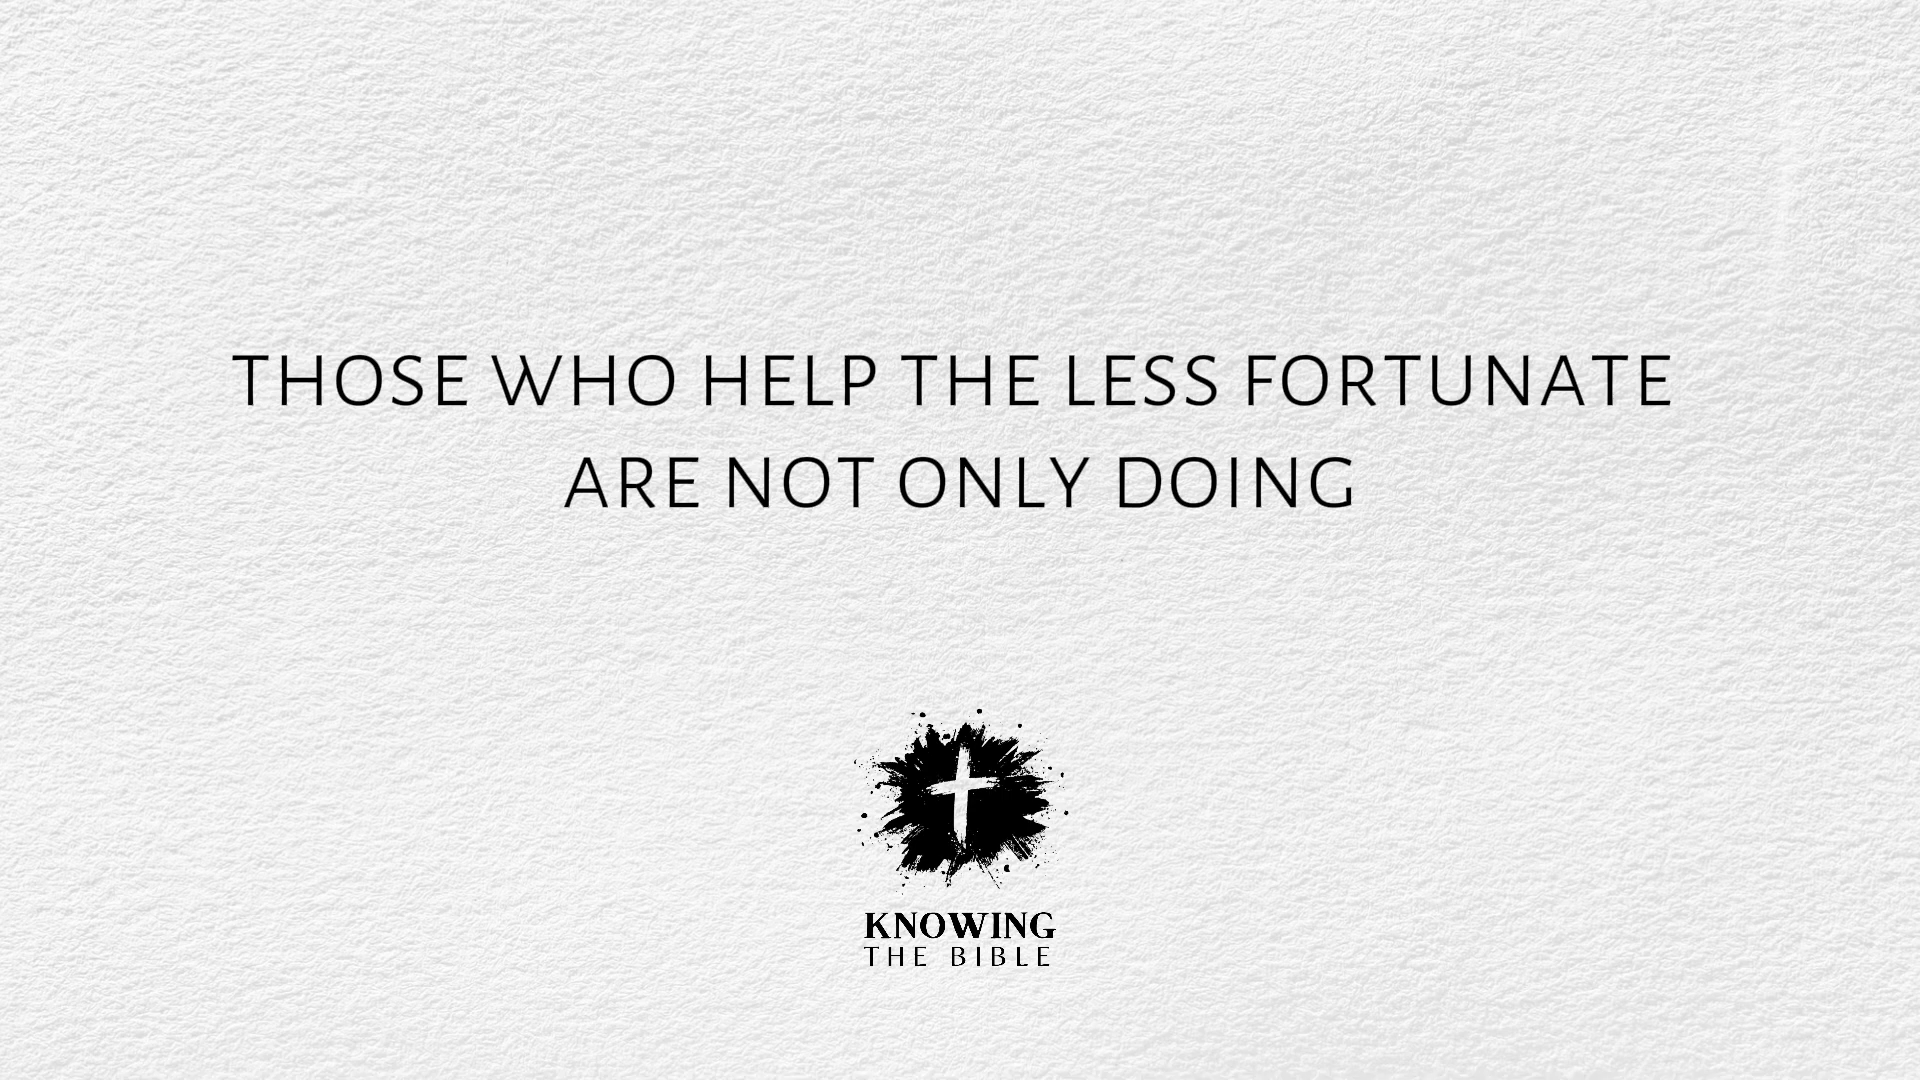 THOSE WHO HELP THE LESS FORTUNATE
ARE NOT ONLY DOING
KNOWING
THE BIBLE